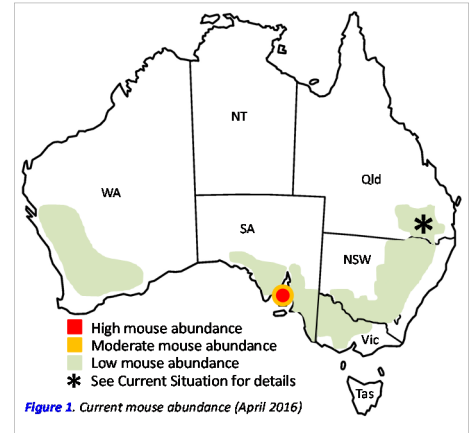 NT
Qld
WA
SA
NSW
*
Vic
High mouse abundance
Moderate mouse abundance
Low mouse abundance
* See Current Situation for details
Tas
Figure 1. Current mouse abundance (April 2016)